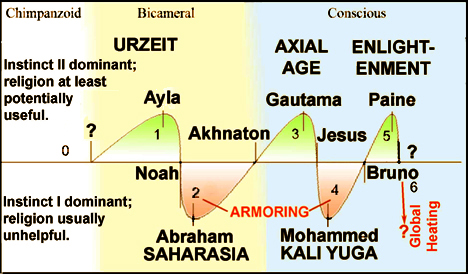 Chimpanzoid Bicameral Conscious
URZEIT AXIAL ENLIGHT-
AGE ENMENT
Instinct II dominant;
religion at least
potentially
useful.
Ayla Gautama Paine
? Akhnaton Jesus ?
0 1 3 5
Noah Bruno
2 4 6
Instinct I dominant;
religion usually
unhelpful.
ARMORING
? Global
Heating
Abraham Mohammed
SAHARASIA KALI YUGA